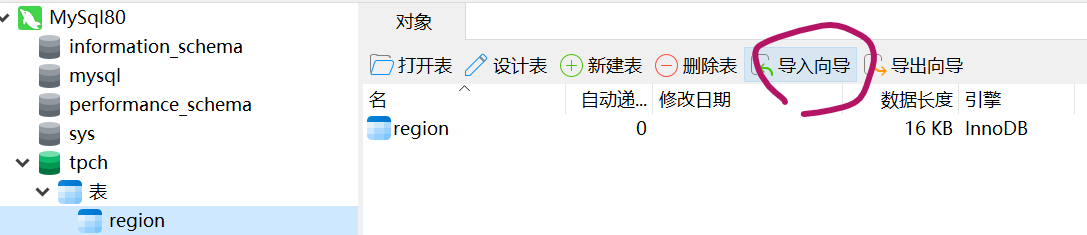 MySql80
information_schema
mysql
performance_schema
sys
tpch
表
region
对象
打开表 设计表 新建表 删除表 导入向导 导出向导
名 自动递... 修改日期 数据长度 引擎
region 0 16 KB InnoDB